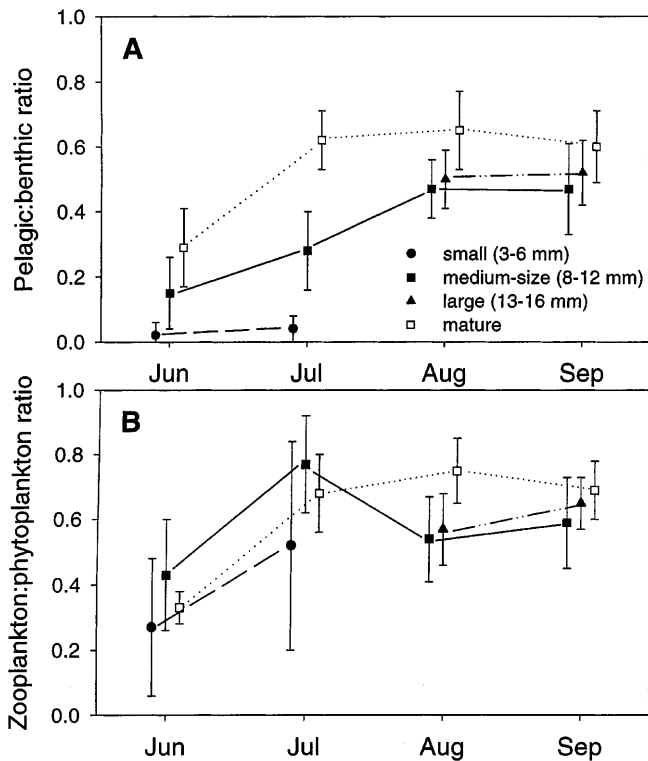 A
Pelagic:benthic ratio
1.0
0.8
0.6
0.4
0.2
0.0
small (3-6 mm)
medium-size (8-12 mm)
large (13-16 mm)
mature
Jun Jul Aug Sep
B
Zooplankton:phytoplankton ratio
1.0
0.8
0.6
0.4
0.2
0.0
Jun Jul Aug Sep